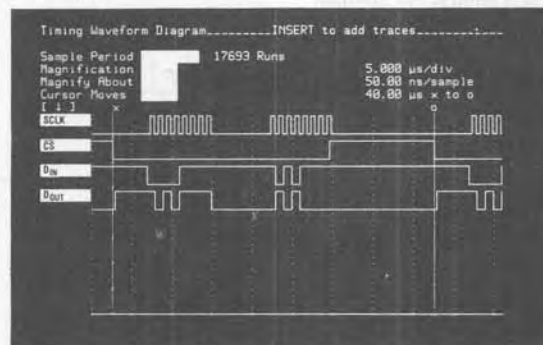 Timing Waveform Diagram INSERT to add traces
Sample Period 17693 Runs
Magnification 5.000 µs/div
Magnify About 50.00 ns/sample
Cursor Moves 40.00 µs x to o
[ ↓ ] x o
SCLK
CS
DIN
DOUT